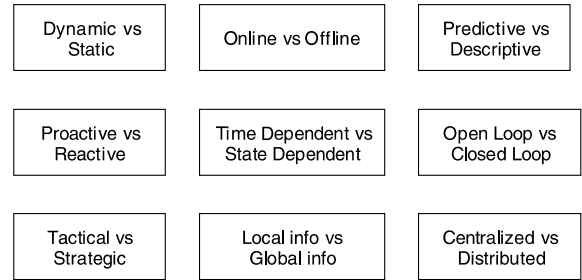 Dynamic vs
Static
Online vs Offline
Predictive vs
Descriptive
Proactive vs
Reactive
Time Dependent vs
State Dependent
Open Loop vs
Closed Loop
Tactical vs
Strategic
Local info vs
Global info
Centralized vs
Distributed